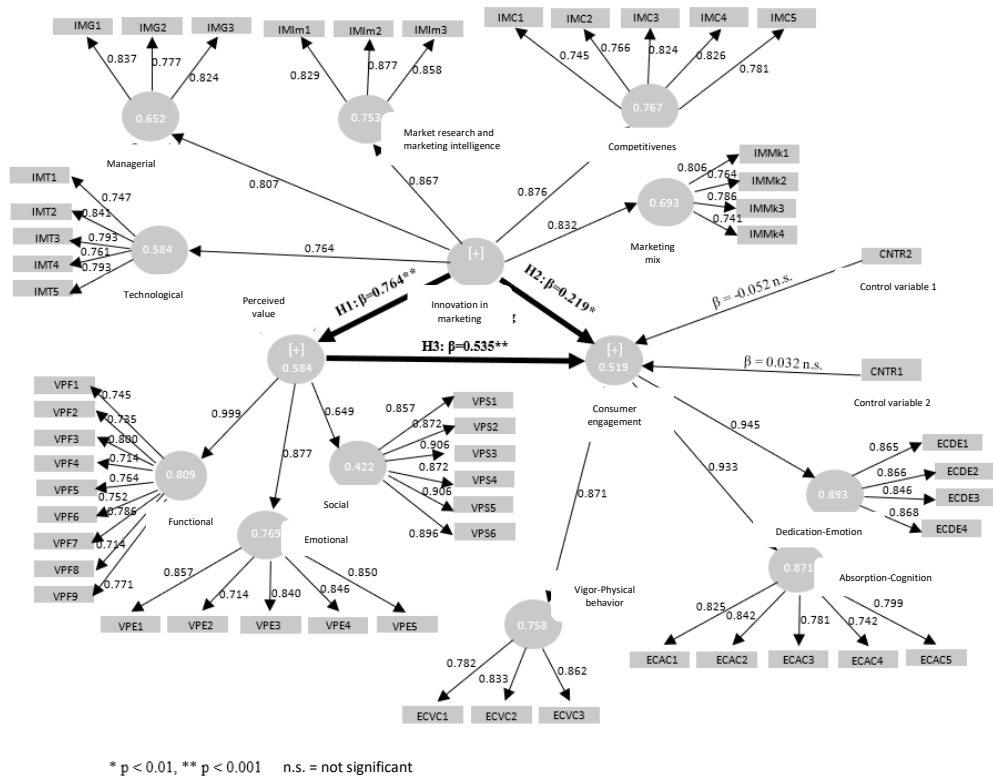 IMG1 IMG2 IMG3 IMIm1 IMIm2 IMIm3 IMC1 IMC2 IMC3 IMC4 IMC5
0.837 0.777 0.824 0.829 0.877 0.858 0.745 0.766 0.824 0.826 0.781
0.652 0.753 0.767
Managerial
Market research and
marketing intelligence
Competitivenes
0.807 0.867 0.876 0.832
IMMk1
IMMk2
IMMk3
IMMk4
0.806
0.764
0.786
0.741
0.693
Marketing
mix
IMT1
IMT2
IMT3
IMT4
IMT5
0.747
0.841
0.793
0.761
0.793
0.584
Technological
0.764
[+]
Innovation in
marketing
CNTR2
Control variable 1
β = -0.052 n.s.
H1: β=0.764**
H2: β=0.219*
H3: β=0.535**
Perceived
value
[+]
0.584
[+]
0.519
β = 0.032 n.s.
CNTR1
Control variable 2
Consumer
engagement
VPF1
VPF2
VPF3
VPF4
VPF5
VPF6
VPF7
VPF8
VPF9
0.745
0.735
0.800
0.714
0.764
0.752
0.786
0.714
0.771
0.809
Functional
0.999
0.877
0.649
0.422
Social
0.857
0.872
0.906
0.872
0.906
0.896
VPS1
VPS2
VPS3
VPS4
VPS5
VPS6
0.769
Emotional
0.857 0.714 0.840 0.846 0.850
VPE1 VPE2 VPE3 VPE4 VPE5
0.871
0.933
0.945
0.893
Dedication-Emotion
0.865
0.866
0.846
0.868
ECDE1
ECDE2
ECDE3
ECDE4
0.871
Absorption-Cognition
0.825 0.842 0.781 0.742 0.799
ECAC1 ECAC2 ECAC3 ECAC4 ECAC5
Vigor-Physical
behavior
0.758
0.782 0.833 0.862
ECVC1 ECVC2 ECVC3
* p < 0.01, ** p < 0.001 n.s. = not significant